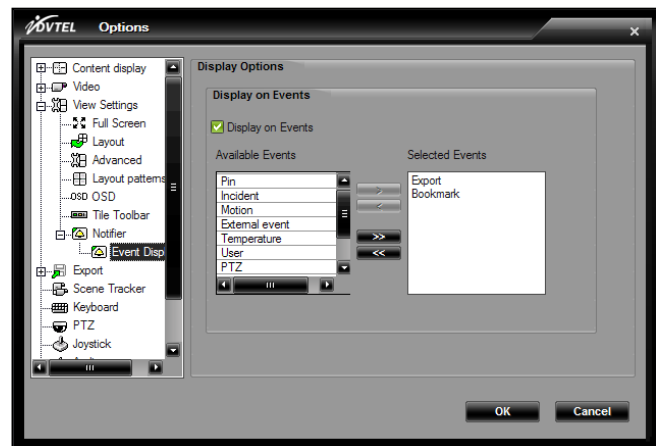 iOVTEL Options
Content display
Video
View Settings
Full Screen
Layout
Advanced
Layout patterns
OSD OSD
Tile Toolbar
Notifier
Event Disp
Export
Scene Tracker
Keyboard
PTZ
Joystick
Display Options
Display on Events
Display on Events
Available Events
Pin
Incident
Motion
External event
Temperature
User
PTZ
>
<
>>
<<
Selected Events
Export
Bookmark
OK
Cancel